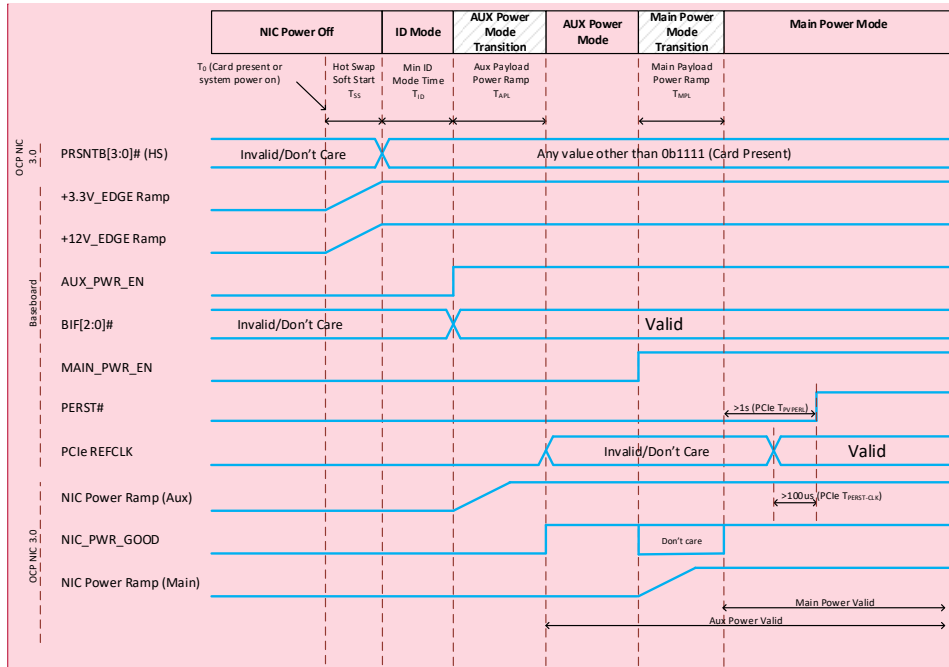 NIC Power Off
ID Mode
AUX Power
Mode
Transition
AUX Power
Mode
Main Power
Mode
Transition
Main Power Mode
T0 (Card present or
system power on)
Hot Swap
Soft Start
TSS
Min ID
Mode Time
TID
Aux Payload
Power Ramp
TAPL
Main Payload
Power Ramp
TMPL
OCP NIC
3.0
PRSNTB[3:0]# (HS)
Invalid/Don't Care
Any value other than 0b1111 (Card Present)
Baseboard
+3.3V_EDGE Ramp
+12V_EDGE Ramp
AUX_PWR_EN
BIF[2:0]#
Invalid/Don't Care
Valid
MAIN_PWR_EN
PERST#
>1s (PCIe TPVPERL)
PCIe REFCLK
Invalid/Don't Care
Valid
OCP NIC 3.0
NIC Power Ramp (Aux)
>100us (PCIe TPERST-CLK)
NIC_PWR_GOOD
Don't care
NIC Power Ramp (Main)
Main Power Valid
Aux Power Valid